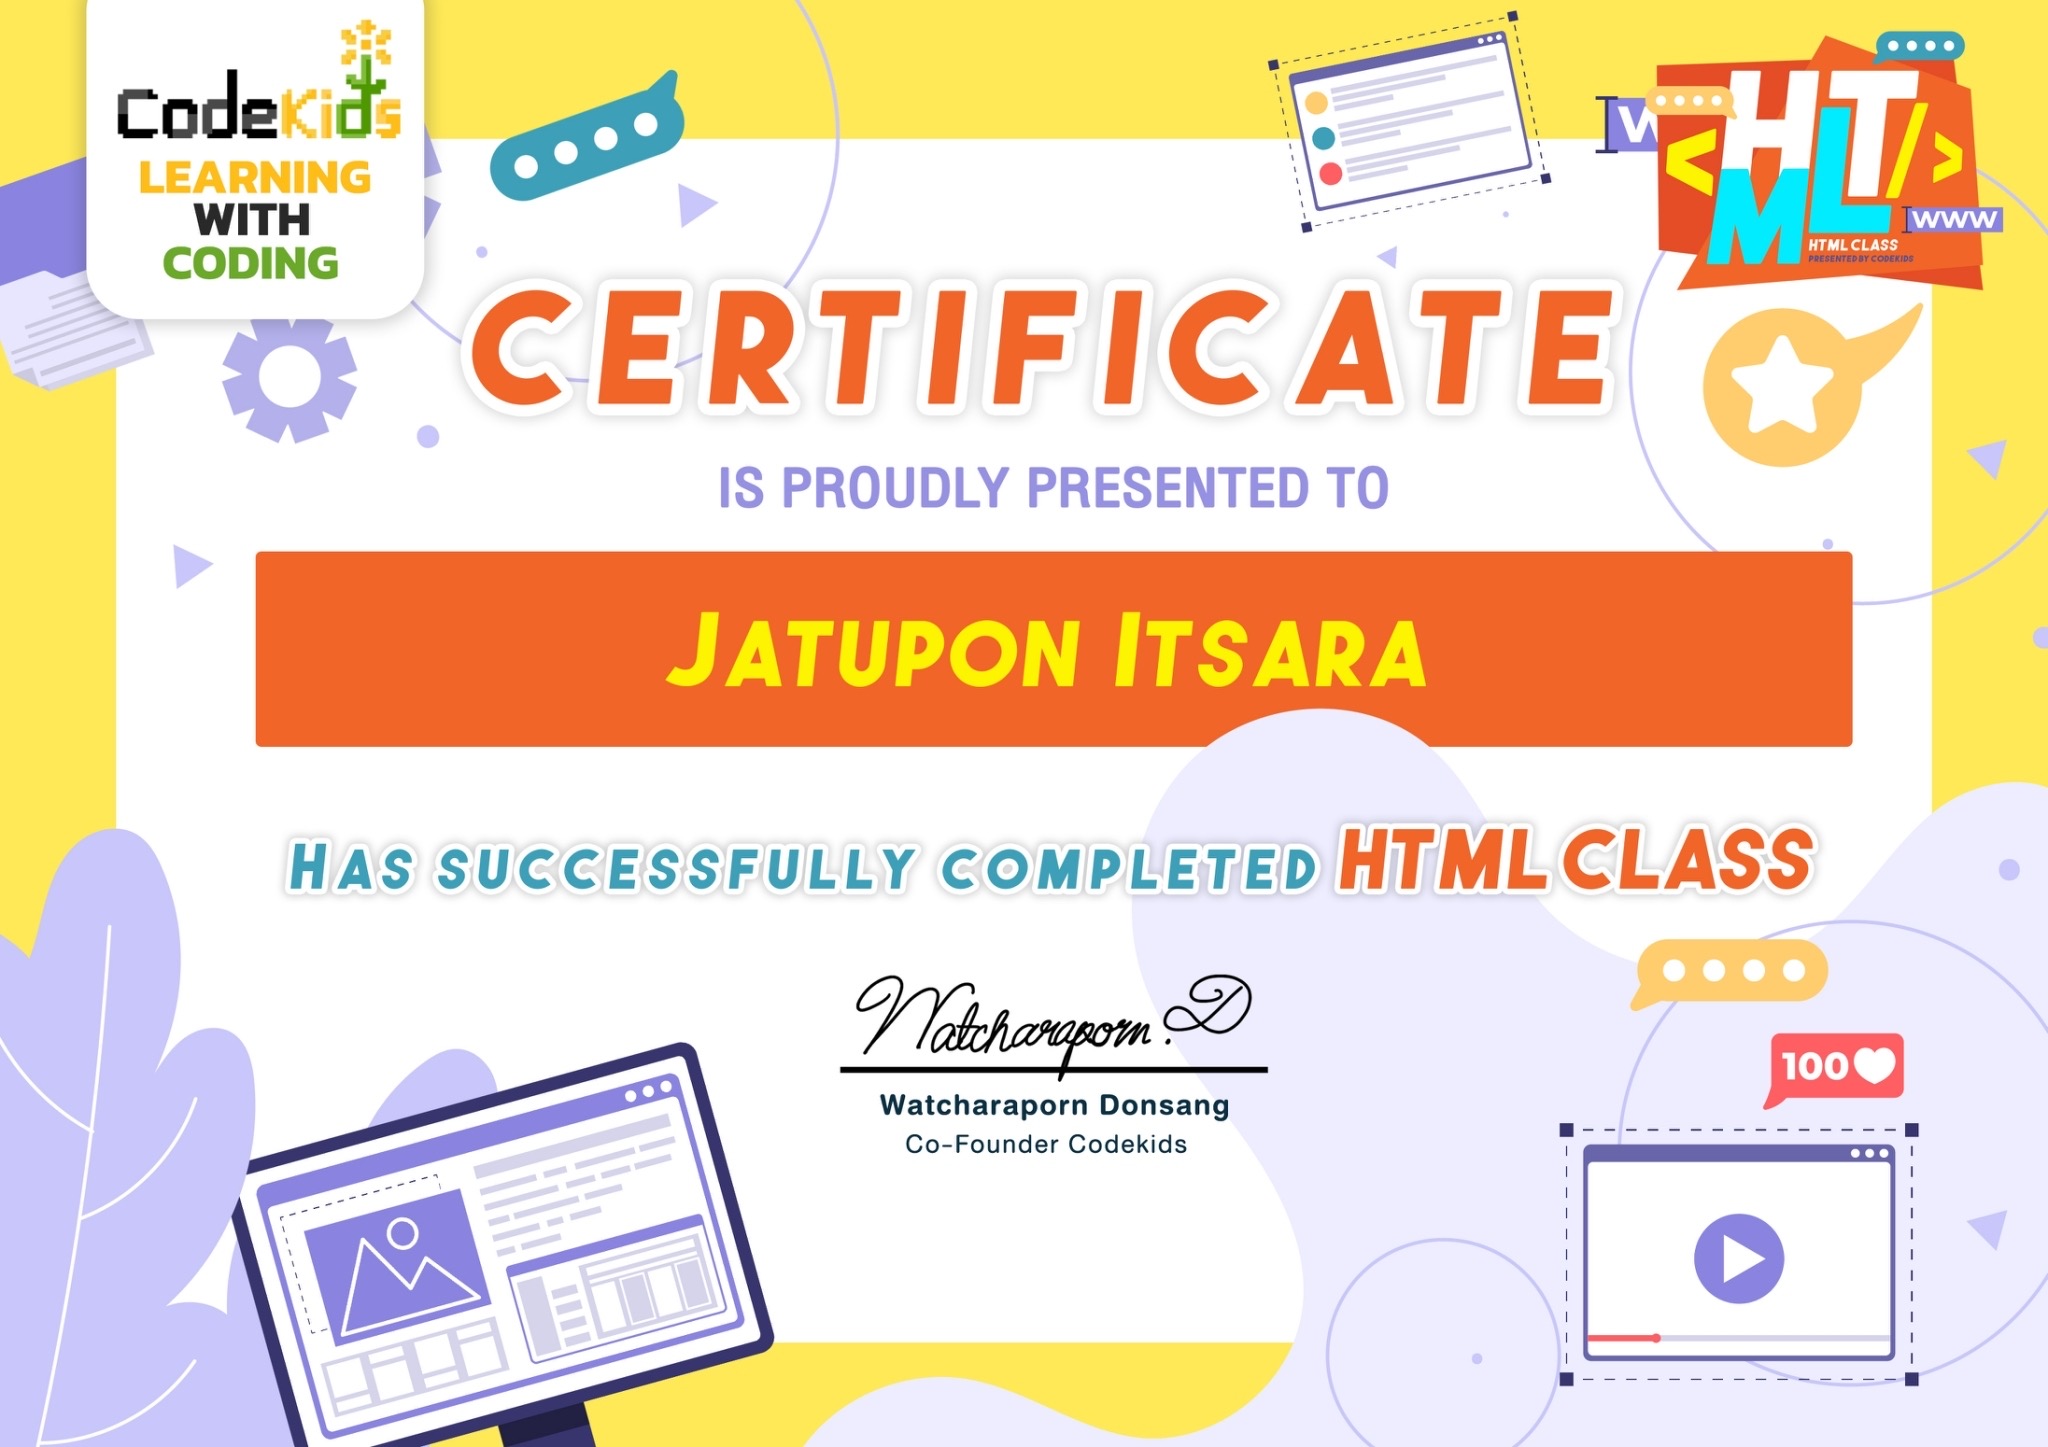 CodeKids
LEARNING
WITH
CODING
W
<HTML/>
WWW
HTML CLASS
PRESENTED BY CODEKIDS
CERTIFICATE
IS PROUDLY PRESENTED TO
JATUPON ITSARA
HAS SUCCESSFULLY COMPLETED HTML CLASS
Watcharaporn.D
Watcharaporn Donsang
Co-Founder Codekids
100